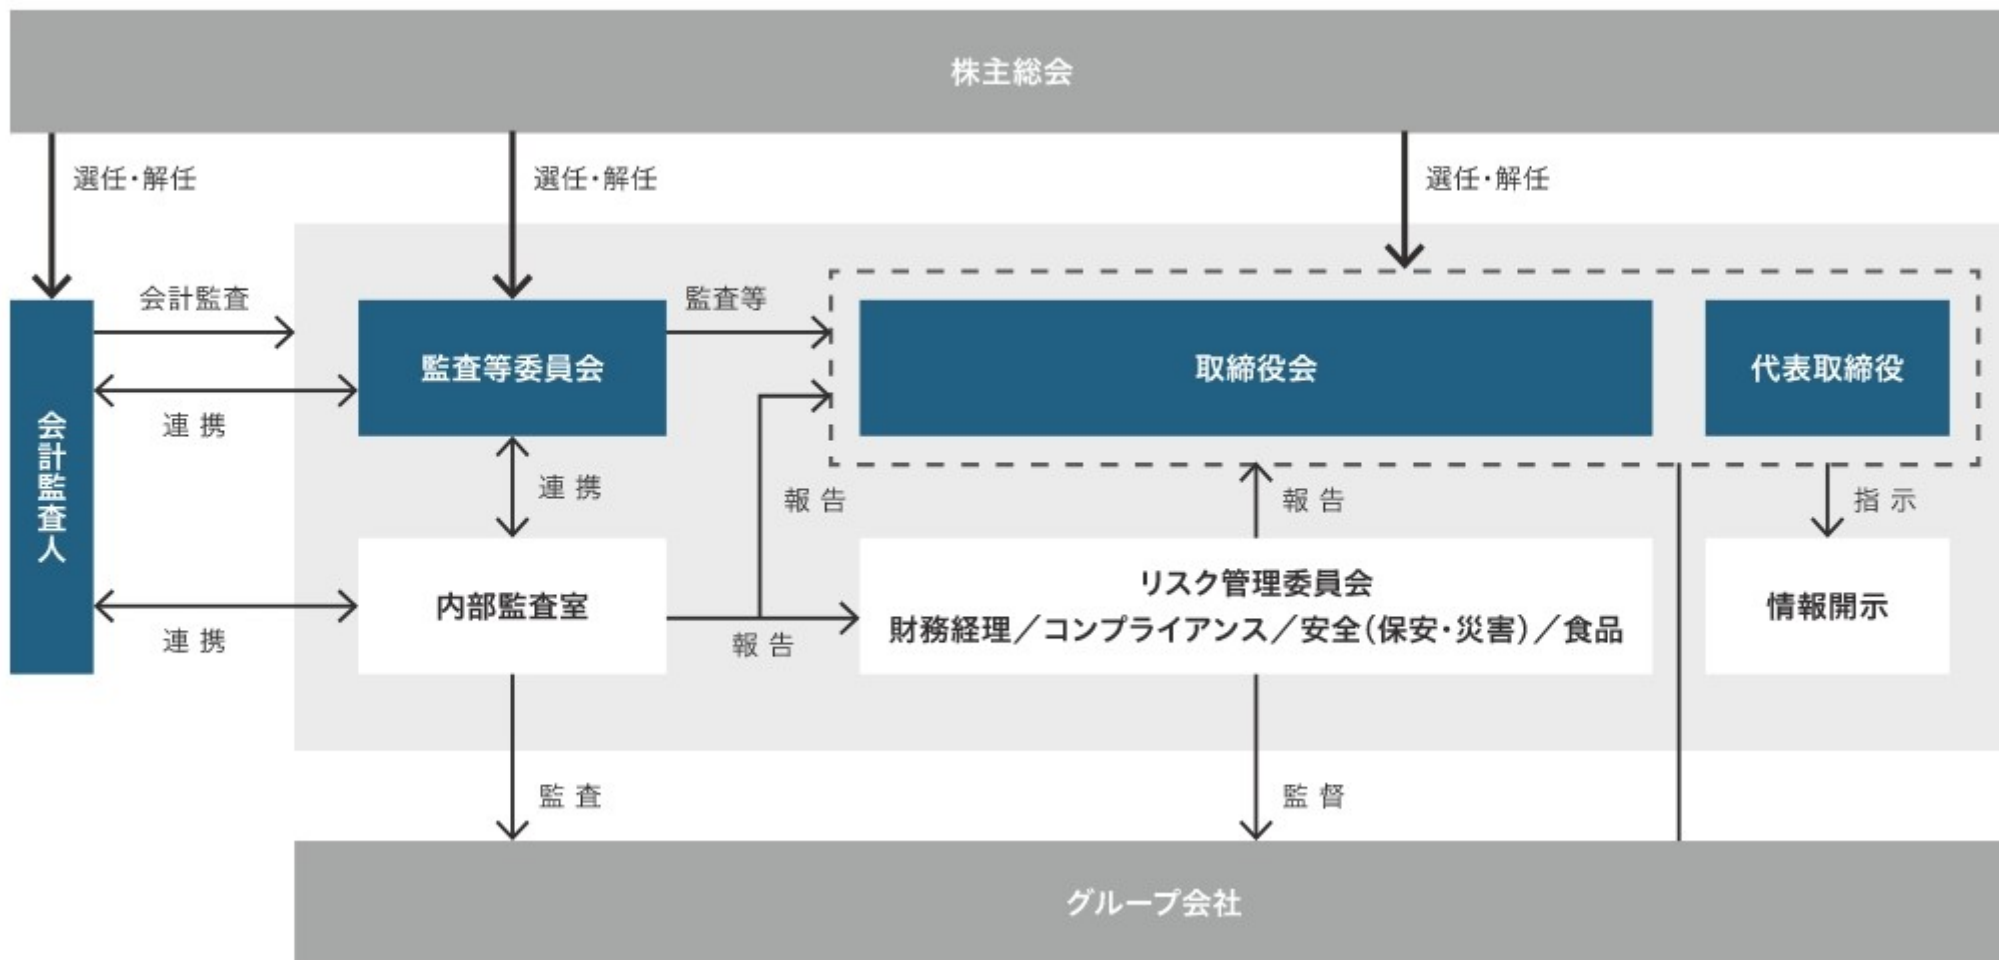 株主総会
選任・解任
選任・解任
選任・解任
会計監査
監査等
監査等委員会
取締役会
代表取締役
連携
会計監査人
連携
報告
報告
指示
内部監査室
リスク管理委員会
財務経理／コンプライアンス／安全（保安・災害）／食品
情報開示
連携
報告
監査
監督
グループ会社